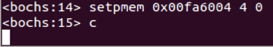 <bochs:14> setpmem 0x00fa6004 4 0
<bochs:15> c